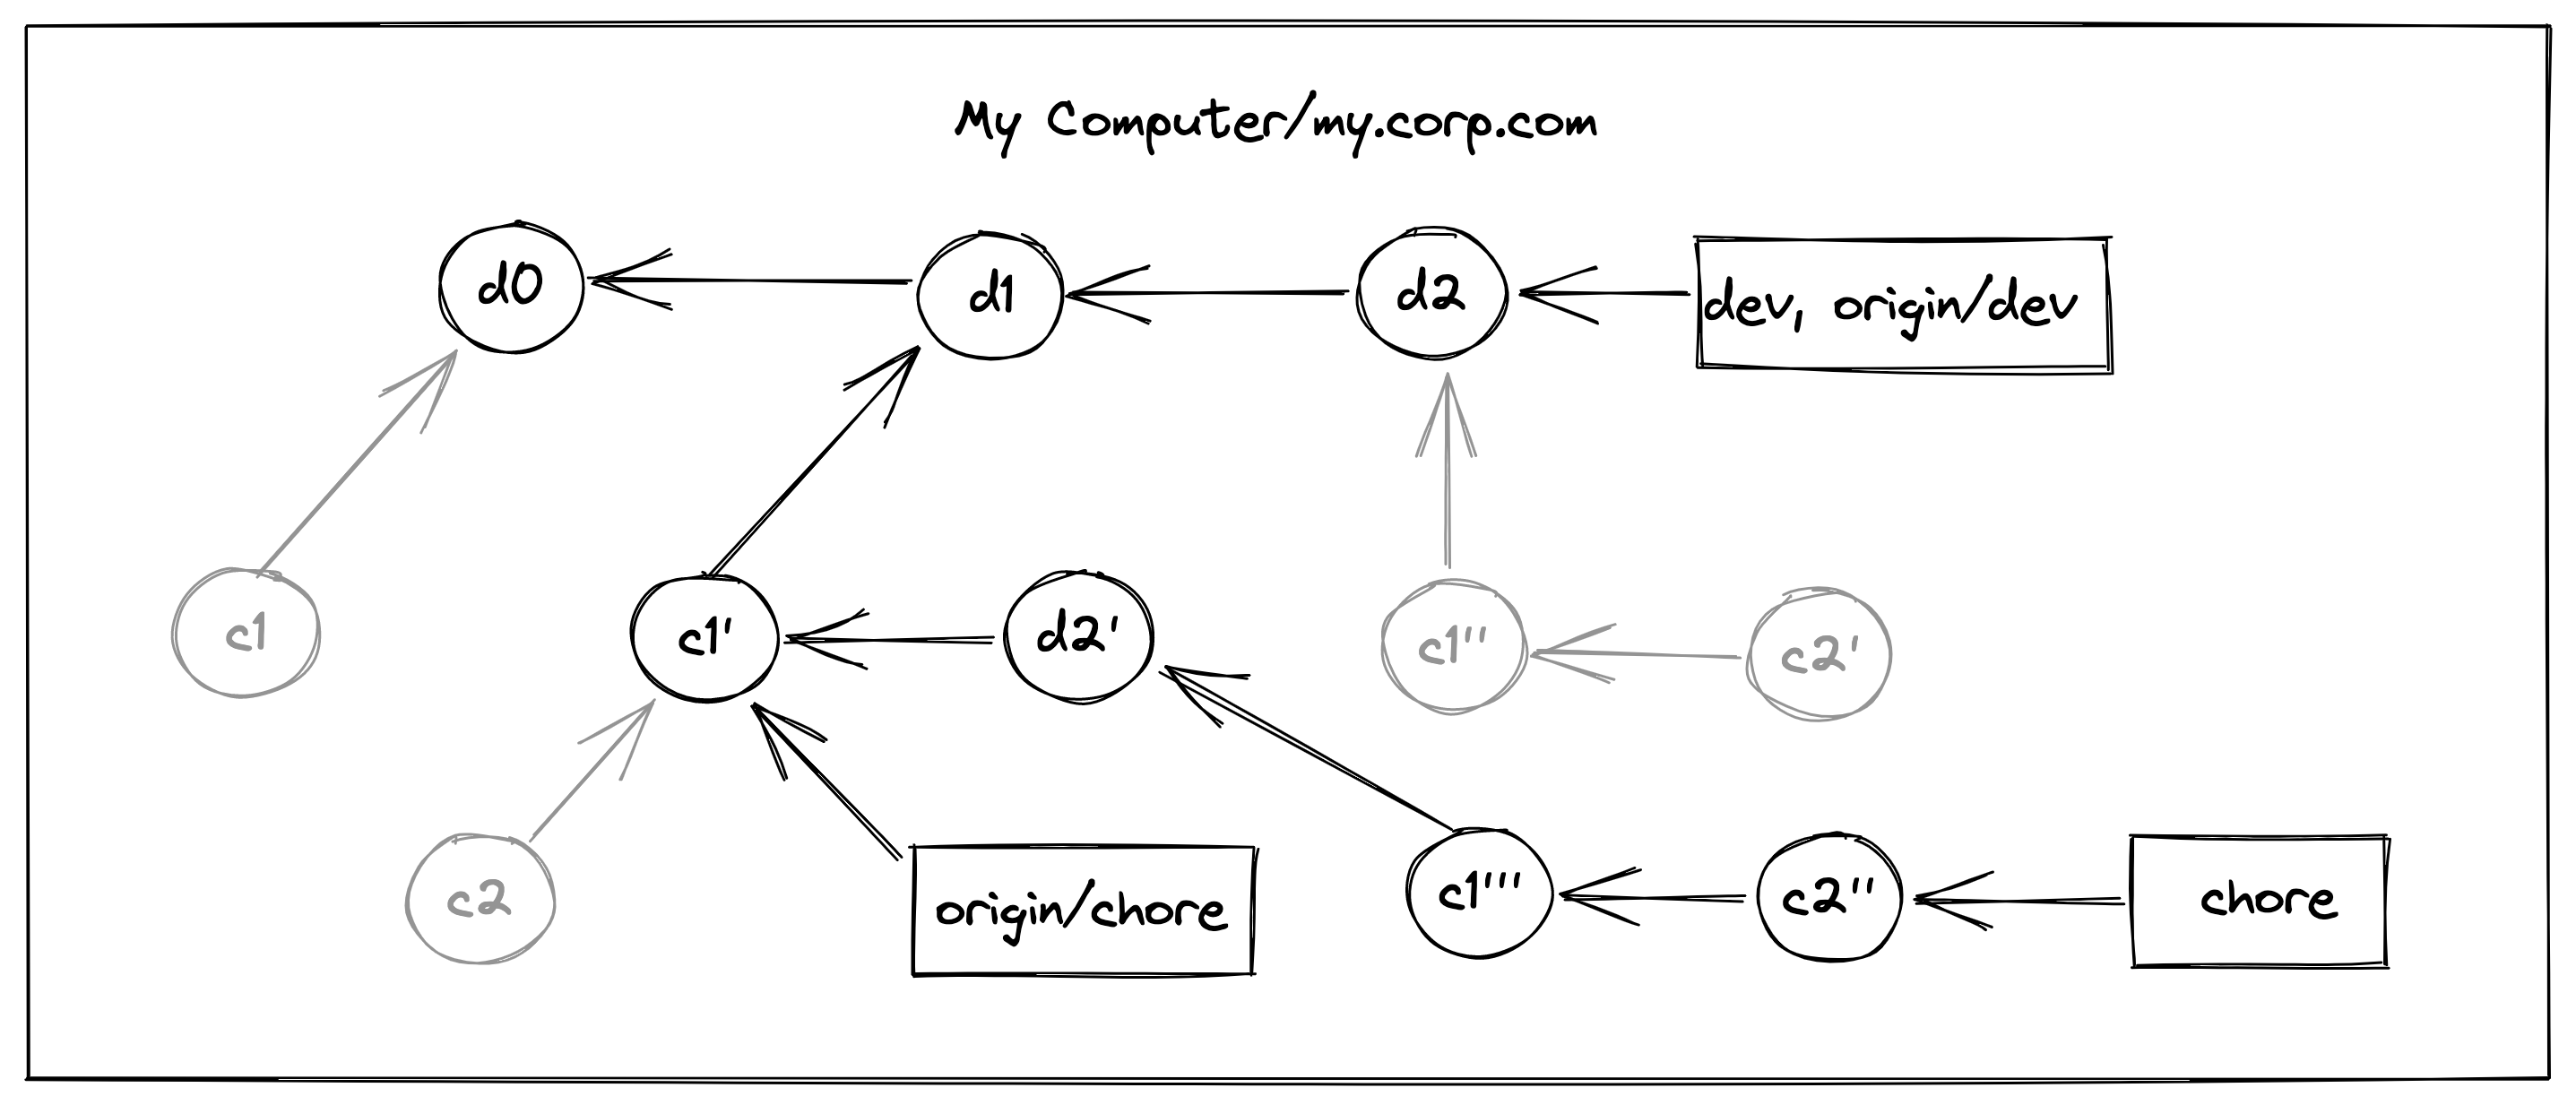 My Computer/my.corp.com
d0
d1
d2
dev, origin/dev
c1
c1'
d2'
c1''
c2'
c2
origin/chore
c1'''
c2''
chore